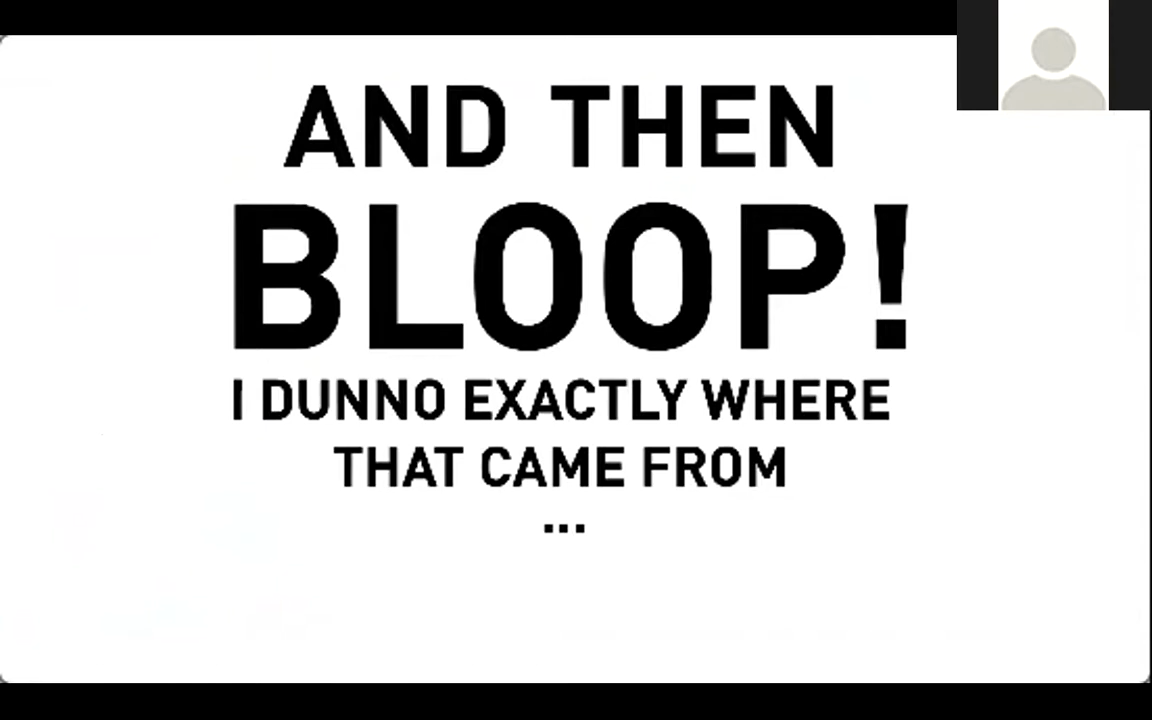 AND THEN
BLOOP!
I DUNNO EXACTLY WHERE
THAT CAME FROM
...